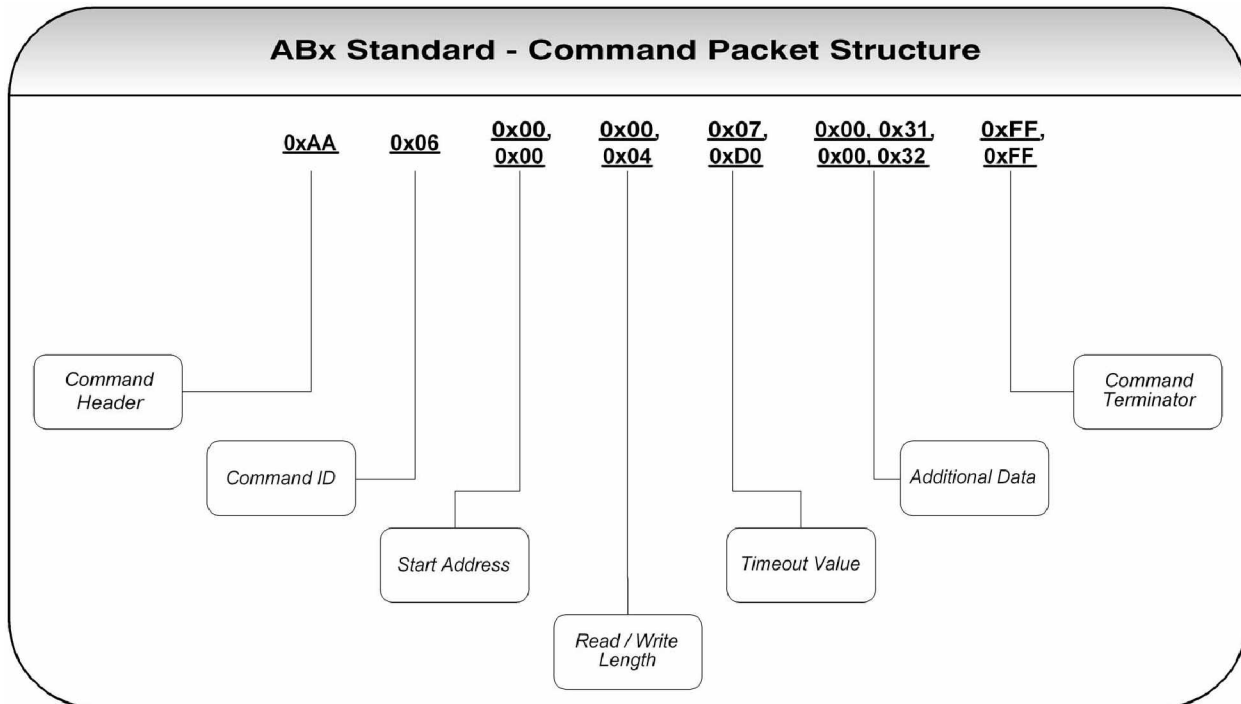 ABx Standard - Command Packet Structure
0xAA 0x06 0x00, 0x00, 0x07, 0x00, 0x31, 0xFF,
0x00 0x04 0xD0 0x00, 0x32 0xFF
Command
Header
Command
Terminator
Command ID
Additional Data
Start Address
Timeout Value
Read / Write
Length